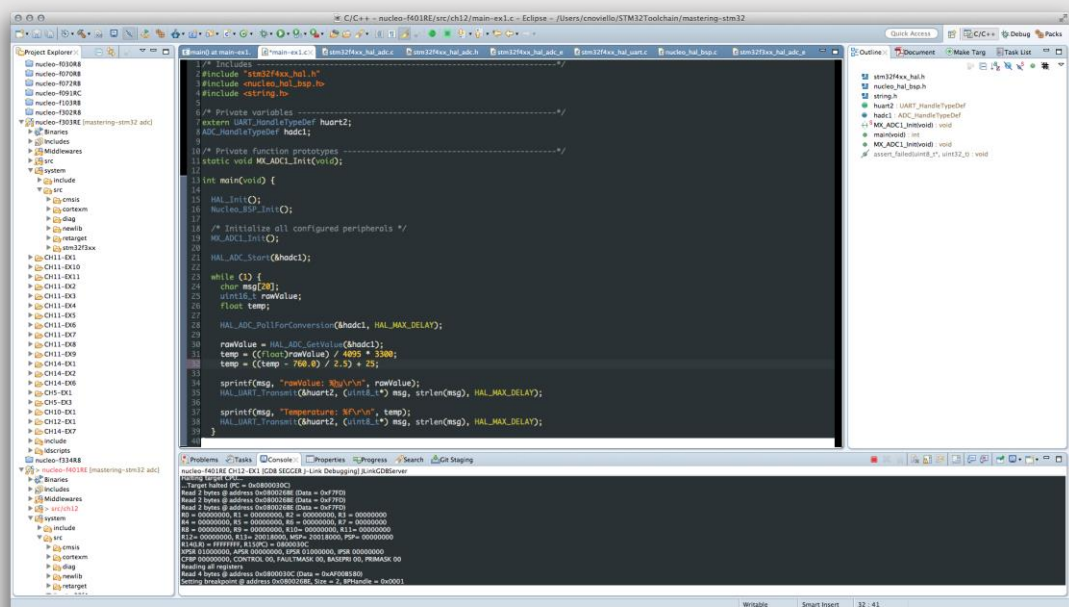 C/C++ - nucleo-f401RE/src/ch12/main-ex1.c - Eclipse - /Users/cnoviello/STM32Toolchain/mastering-stm32
Quick Access
C/C++
Debug
Packs
Project Explorer
nucleo-f030R8
nucleo-f070RB
nucleo-f072RB
nucleo-f091RC
nucleo-f103RB
nucleo-f302R8
nucleo-f303RE [mastering-stm32 adc]
Binaries
Includes
Middlewares
src
system
include
src
cmsis
cortexm
diag
newlib
retarget
stm32f3xx
CH11-EX1
CH11-EX10
CH11-EX11
CH11-EX2
CH11-EX3
CH11-EX4
CH11-EX5
CH11-EX6
CH11-EX7
CH11-EX8
CH11-EX9
CH14-EX1
CH14-EX2
CH14-EX6
CH5-EX1
CH5-EX3
CH10-EX1
CH12-EX1
CH14-EX7
include
ldscripts
nucleo-f334R8
> nucleo-f401RE [mastering-stm32 adc]
Binaries
Includes
Middlewares
> src/ch12
system
include
src
cmsis
cortexm
diag
newlib
retarget
main() at main-ex1.
*main-ex1.c
stm32f4xx_hal_adc.c
stm32f4xx_hal_adc.h
stm32f4xx_hal_adc_e
stm32f4xx_hal_uart.c
nucleo_hal_bsp.c
stm32f3xx_hal_adc_e
1 /* Includes ------------------------------------------------------------------*/
2 #include "stm32f4xx_hal.h"
3 #include <nucleo_hal_bsp.h>
4 #include <string.h>
5
6 /* Private variables ---------------------------------------------------------*/
7 extern UART_HandleTypeDef huart2;
8 ADC_HandleTypeDef hadc1;
9
10 /* Private function prototypes -----------------------------------------------*/
11 static void MX_ADC1_Init(void);
12
13 int main(void) {
14
15 HAL_Init();
16 Nucleo_BSP_Init();
17
18 /* Initialize all configured peripherals */
19 MX_ADC1_Init();
20
21 HAL_ADC_Start(&hadc1);
22
23 while (1) {
24 char msg[20];
25 uint16_t rawValue;
26 float temp;
27
28 HAL_ADC_PollForConversion(&hadc1, HAL_MAX_DELAY);
29
30 rawValue = HAL_ADC_GetValue(&hadc1);
31 temp = ((float)rawValue) / 4095 * 3300;
32 temp = ((temp - 760.0) / 2.5) + 25;
33
34 sprintf(msg, "rawValue: %hu\r\n", rawValue);
35 HAL_UART_Transmit(&huart2, (uint8_t*) msg, strlen(msg), HAL_MAX_DELAY);
36
37 sprintf(msg, "Temperature: %f\r\n", temp);
38 HAL_UART_Transmit(&huart2, (uint8_t*) msg, strlen(msg), HAL_MAX_DELAY);
39 }
40
Outline
Document
Make Targ
Task List
stm32f4xx_hal.h
nucleo_hal_bsp.h
string.h
huart2 : UART_HandleTypeDef
hadc1 : ADC_HandleTypeDef
MX_ADC1_Init(void) : void
main(void) : int
MX_ADC1_Init(void) : void
assert_failed(uint8_t*, uint32_t) : void
Problems
Tasks
Console
Properties
Progress
Search
Git Staging
nucleo-f401RE CH12-EX1 [GDB SEGGER J-Link Debugging] JLinkGDBServer
Halting target CPU...
...Target halted (PC = 0x0800030C)
Read 2 bytes @ address 0x0800268E (Data = 0xF7FD)
Read 2 bytes @ address 0x0800268E (Data = 0xF7FD)
Read 2 bytes @ address 0x0800268E (Data = 0xF7FD)
R0 = 00000000, R1 = 00000000, R2 = 00000000, R3 = 00000000
R4 = 00000000, R5 = 00000000, R6 = 00000000, R7 = 00000000
R8 = 00000000, R9 = 00000000, R10= 00000000, R11= 00000000
R12= 00000000, R13= 20018000, MSP= 20018000, PSP= 00000000
R14(LR) = FFFFFFFF, R15(PC) = 0800030C
XPSR 01000000, APSR 00000000, EPSR 01000000, IPSR 00000000
CFBP 00000000, CONTROL 00, FAULTMASK 00, BASEPRI 00, PRIMASK 00
Reading all registers
Read 4 bytes @ address 0x0800030C (Data = 0xAF00B580)
Setting breakpoint @ address 0x0800268E, Size = 2, BPHandle = 0x0001
Writable
Smart Insert
32 : 41